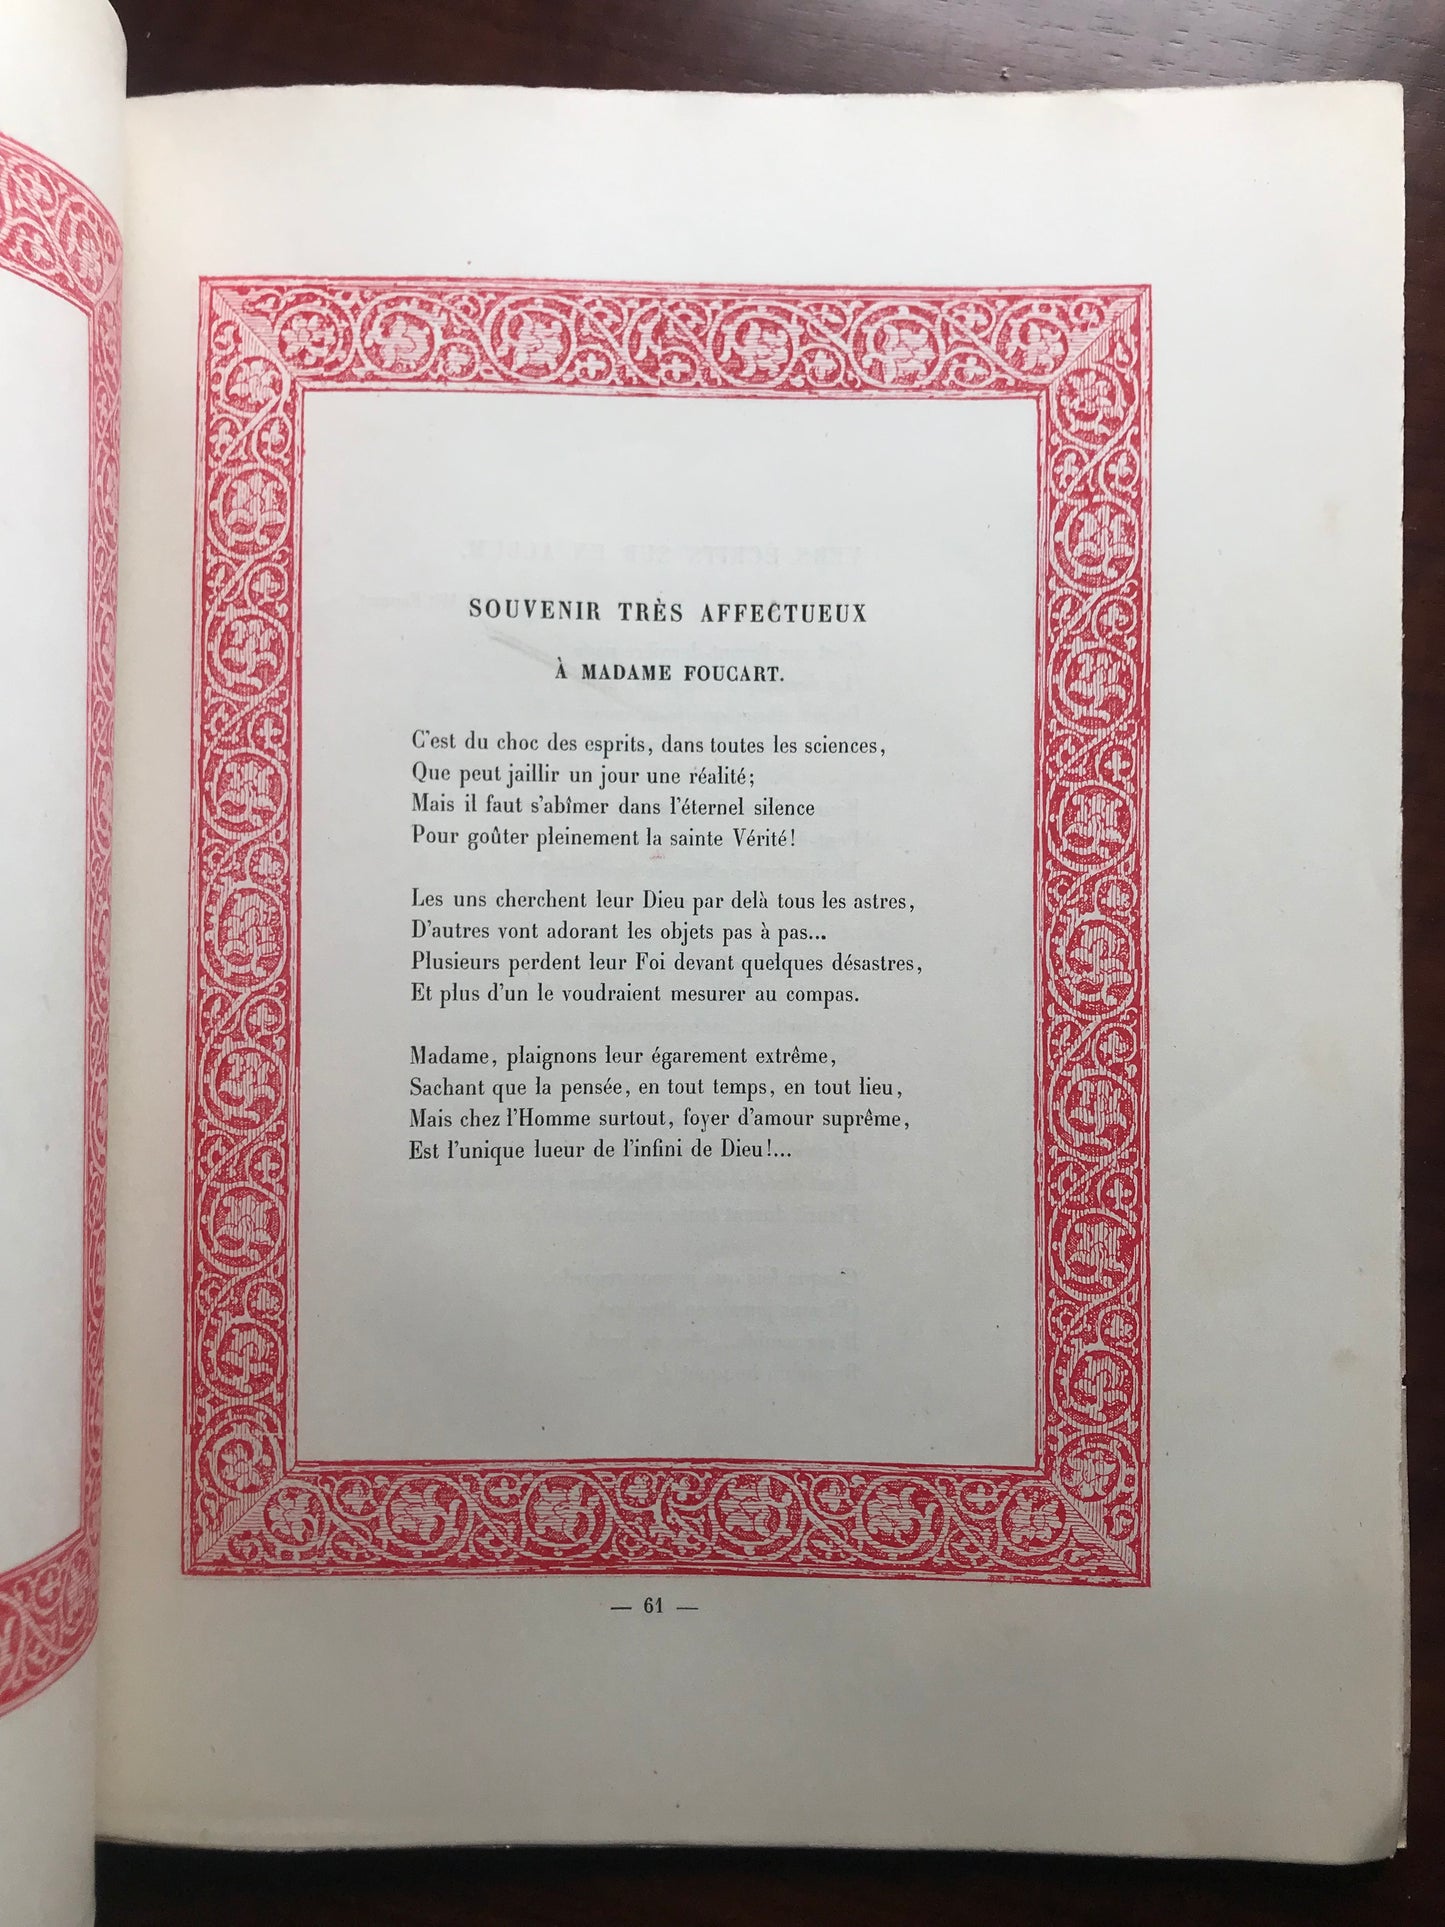 SOUVENIR TRÈS AFFECTUEUX
À MADAME FOUCART.
C'est du choc des esprits, dans toutes les sciences,
Que peut jaillir un jour une réalité;
Mais il faut s'abîmer dans l'éternel silence
Pour goûter pleinement la sainte Vérité!
Les uns cherchent leur Dieu par delà tous les astres,
D'autres vont adorant les objets pas à pas...
Plusieurs perdent leur Foi devant quelques désastres,
Et plus d'un le voudraient mesurer au compas.
Madame, plaignons leur égarement extrême,
Sachant que la pensée, en tout temps, en tout lieu,
Mais chez l'Homme surtout, foyer d'amour suprême,
Est l'unique lueur de l'infini de Dieu!...
— 61 —